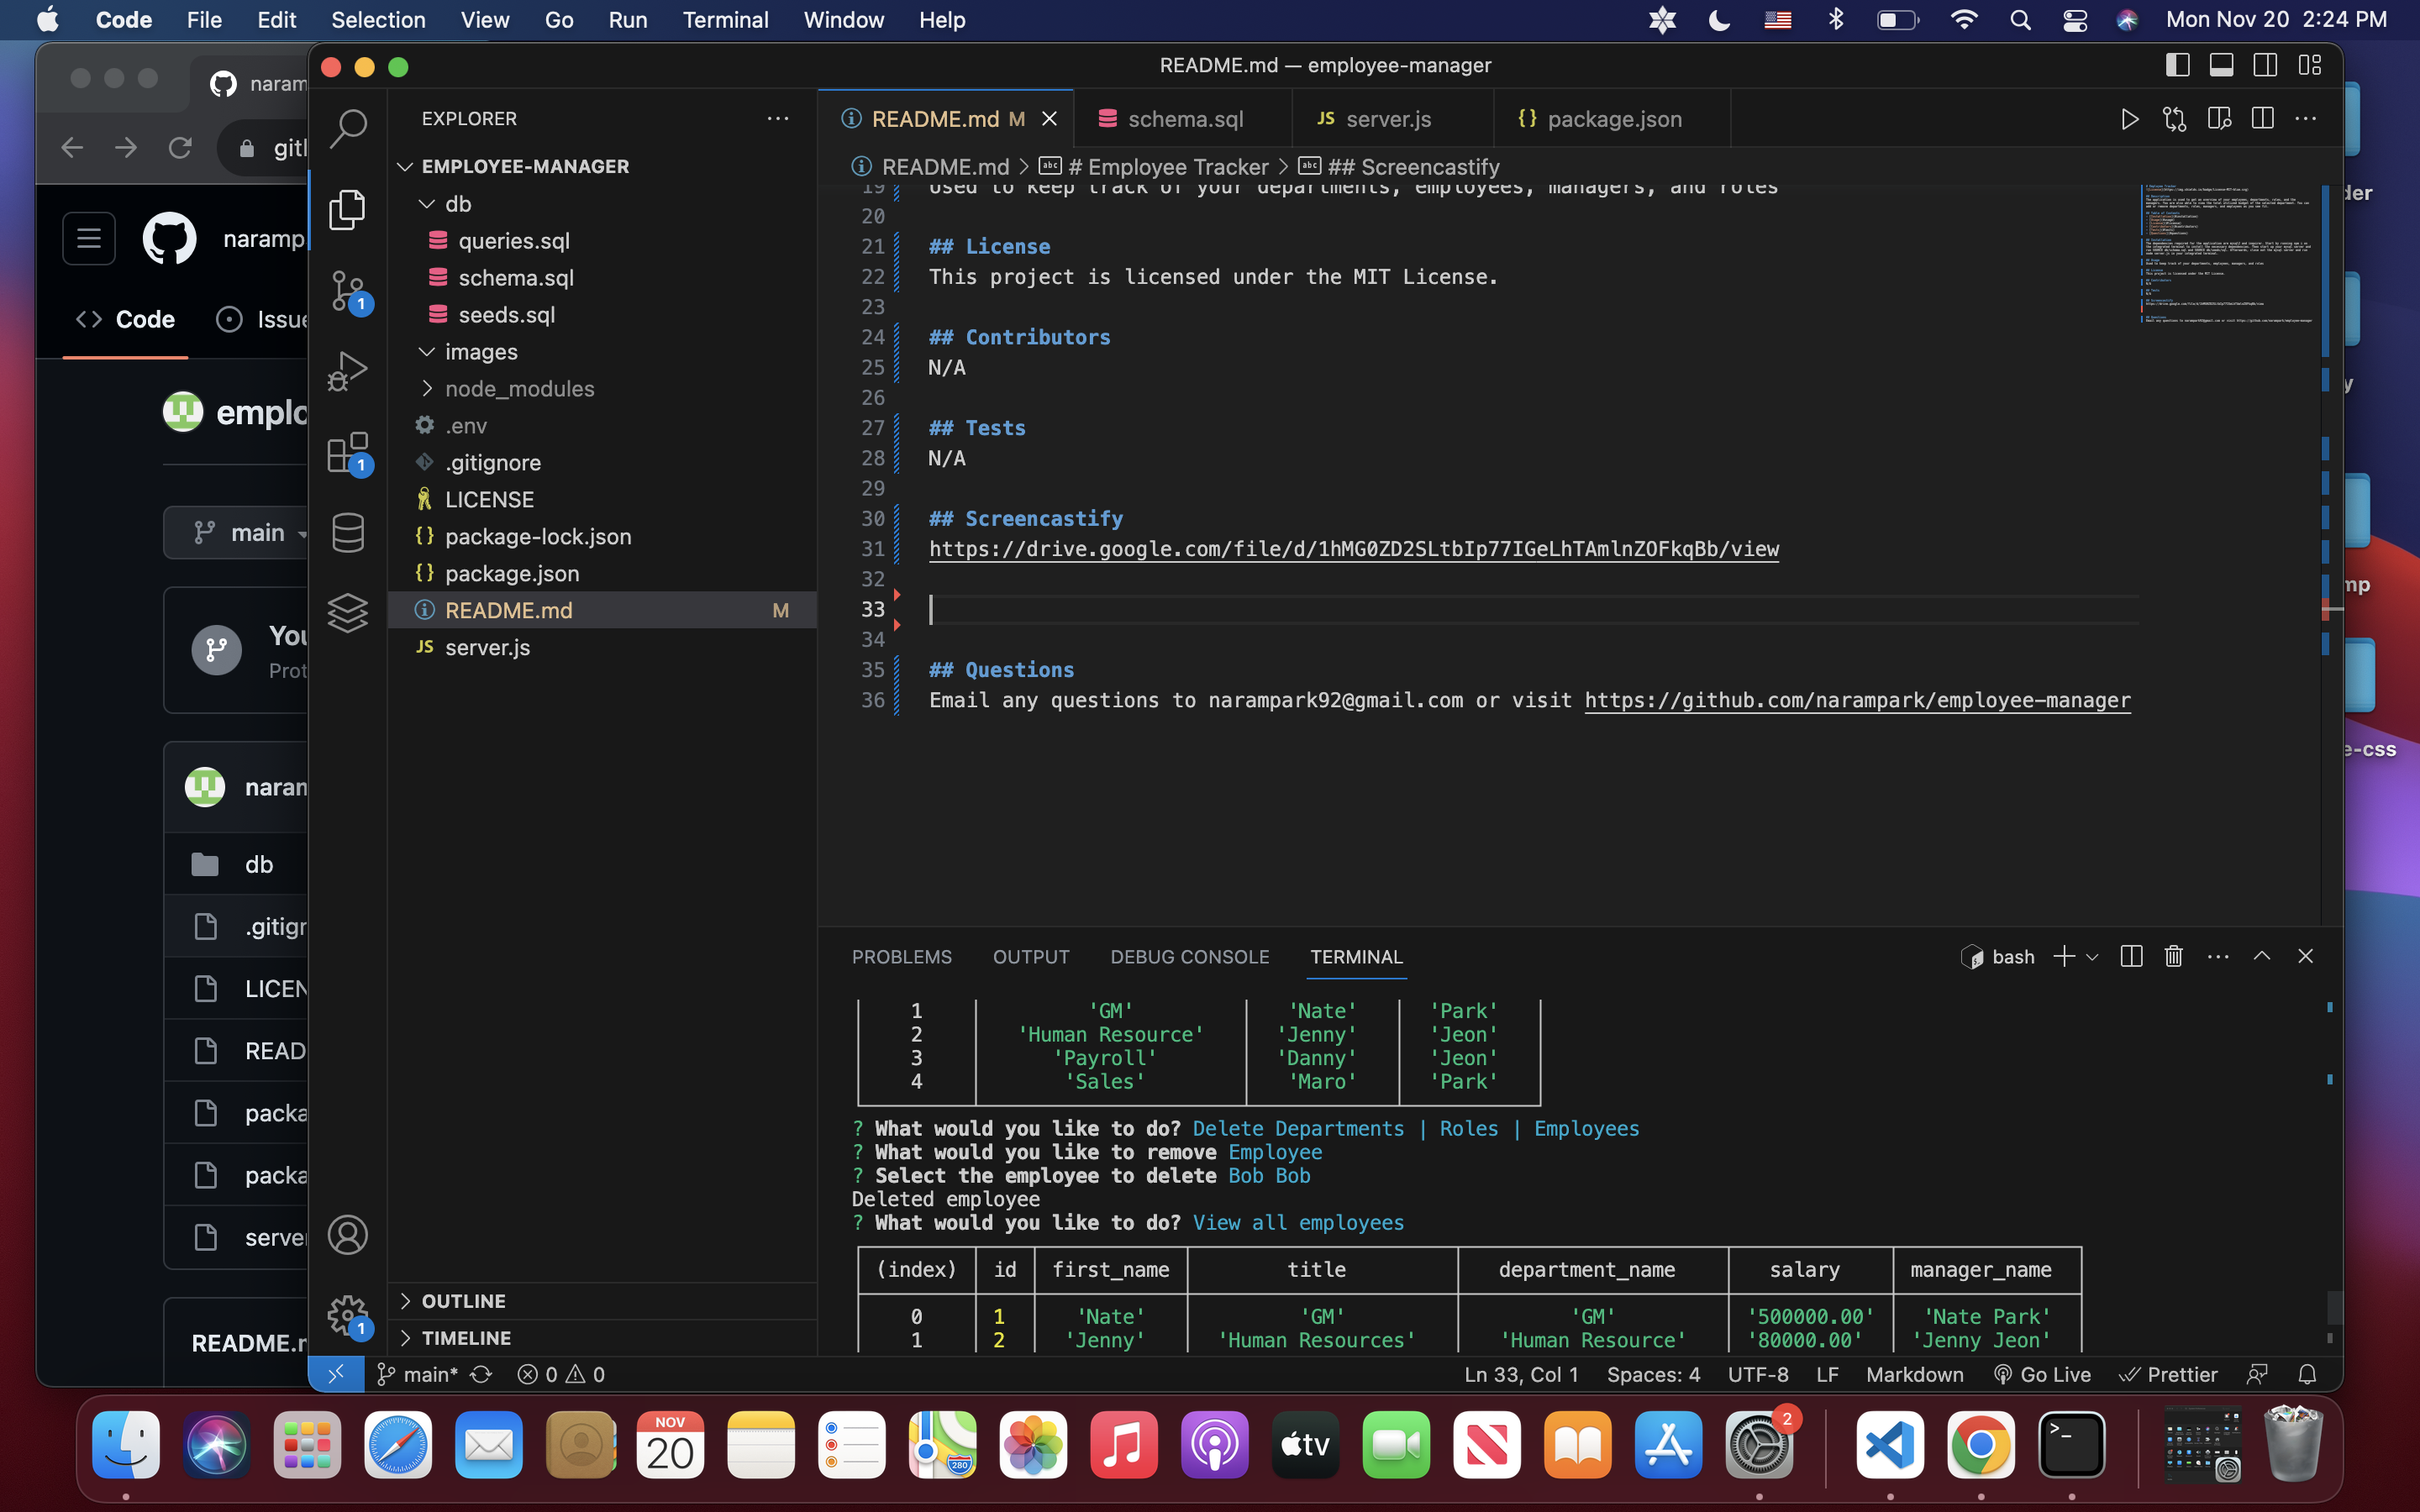 Code File Edit Selection View Go Run Terminal Window Help Mon Nov 20 2:24 PM
naram
README.md — employee-manager
gitl
EXPLORER
README.md M
schema.sql
JS server.js
{} package.json
EMPLOYEE-MANAGER
README.md > abc # Employee Tracker > abc ## Screencastify
naramp
Code
Issue
emplo
main
You
Prot
naram
db
.gitigr
LICEN
READ
packa
packa
server
README.r
db
queries.sql
schema.sql
seeds.sql
images
node_modules
.env
.gitignore
LICENSE
{} package-lock.json
{} package.json
README.md M
JS server.js
OUTLINE
TIMELINE
1
1
1
19 Used to keep track of your departments, employees, managers, and roles
20
21 ## License
22 This project is licensed under the MIT License.
23
24 ## Contributors
25 N/A
26
27 ## Tests
28 N/A
29
30 ## Screencastify
31 https://drive.google.com/file/d/1hMG0ZD2SLtbIp77IGeLhTAmlnZOFkqBb/view
32
33
34
35 ## Questions
36 Email any questions to narampark92@gmail.com or visit https://github.com/narampark/employee-manager
der
y
mp
e-css
PROBLEMS OUTPUT DEBUG CONSOLE TERMINAL bash
1 'GM' 'Nate' 'Park'
2 'Human Resource' 'Jenny' 'Jeon'
3 'Payroll' 'Danny' 'Jeon'
4 'Sales' 'Maro' 'Park'
? What would you like to do? Delete Departments | Roles | Employees
? What would you like to remove Employee
? Select the employee to delete Bob Bob
Deleted employee
? What would you like to do? View all employees
(index) id first_name title department_name salary manager_name
0 1 'Nate' 'GM' 'GM' '500000.00' 'Nate Park'
1 2 'Jenny' 'Human Resources' 'Human Resource' '80000.00' 'Jenny Jeon'
main* 0 0 Ln 33, Col 1 Spaces: 4 UTF-8 LF Markdown Go Live Prettier
NOV
20
280
tv
2
>_